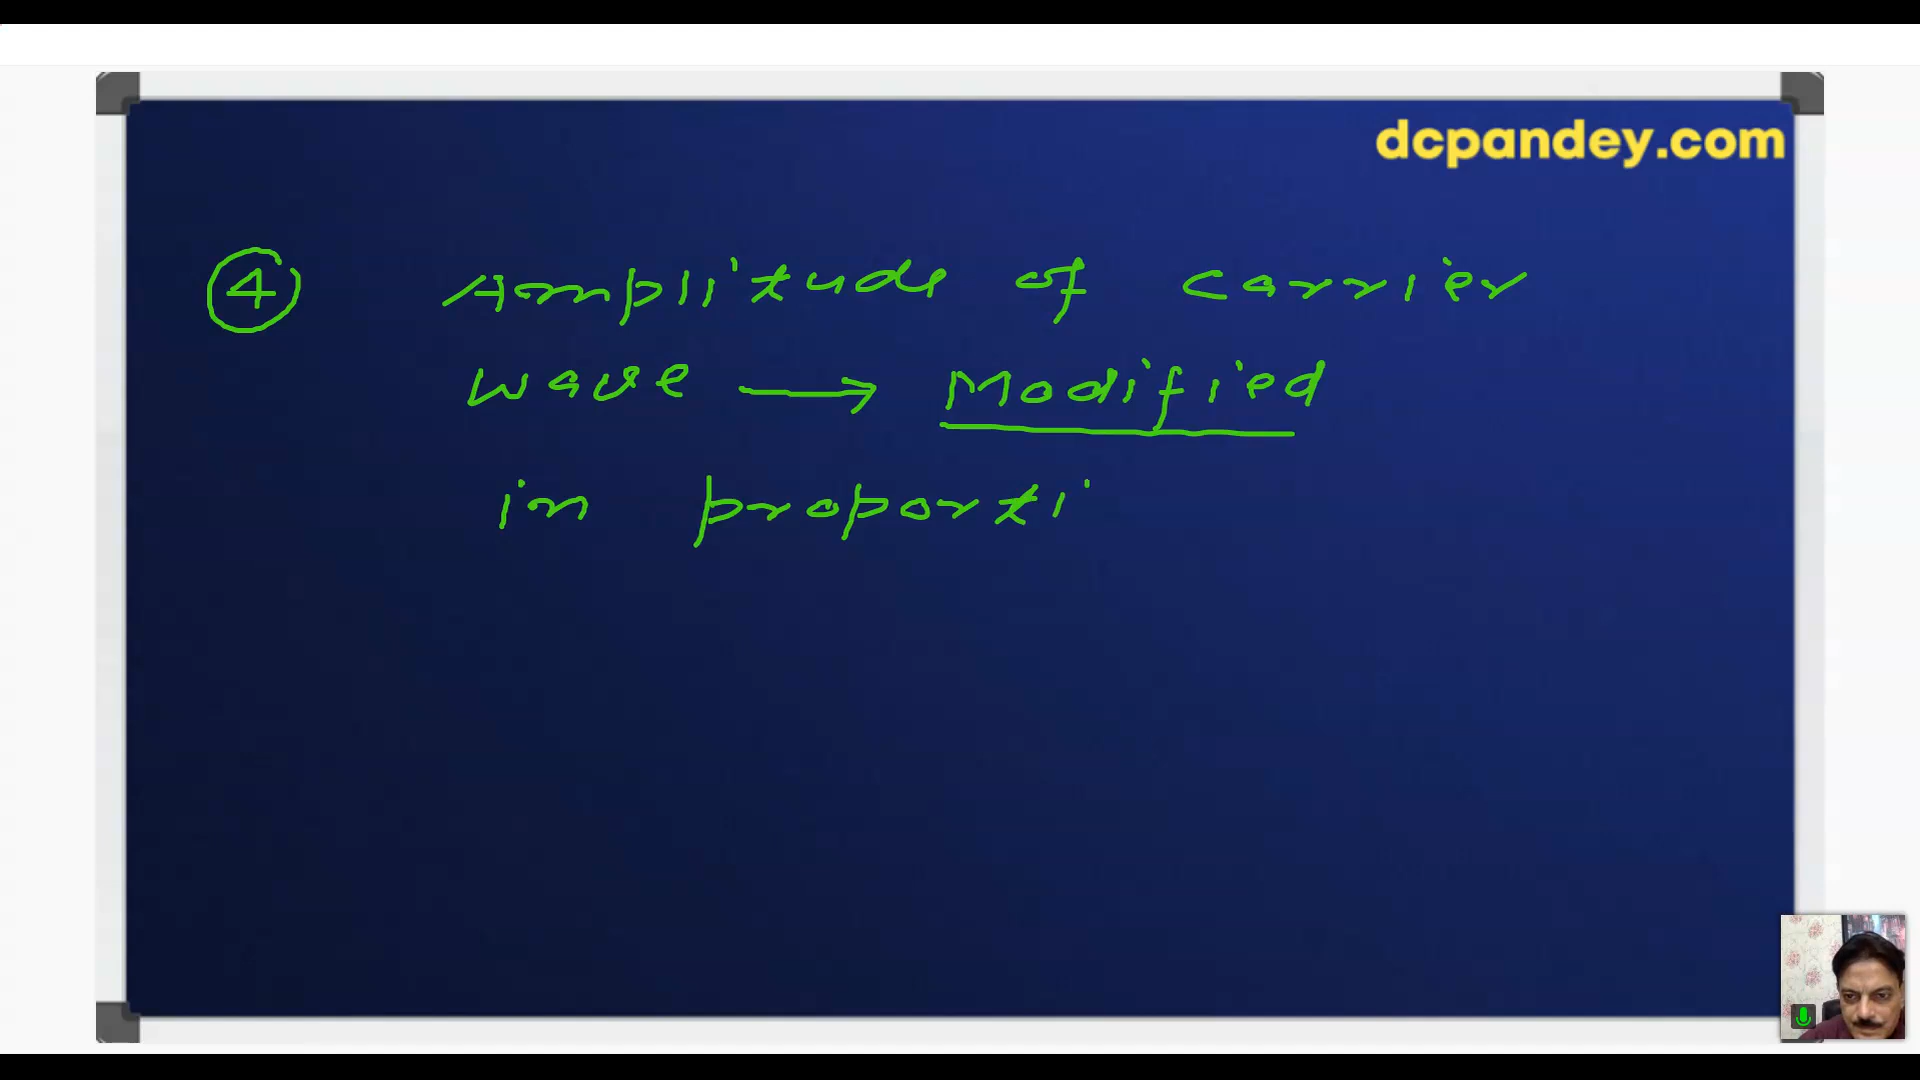 dcpandey.com
4 Amplitude of carrier
wave → Modified
in proporti